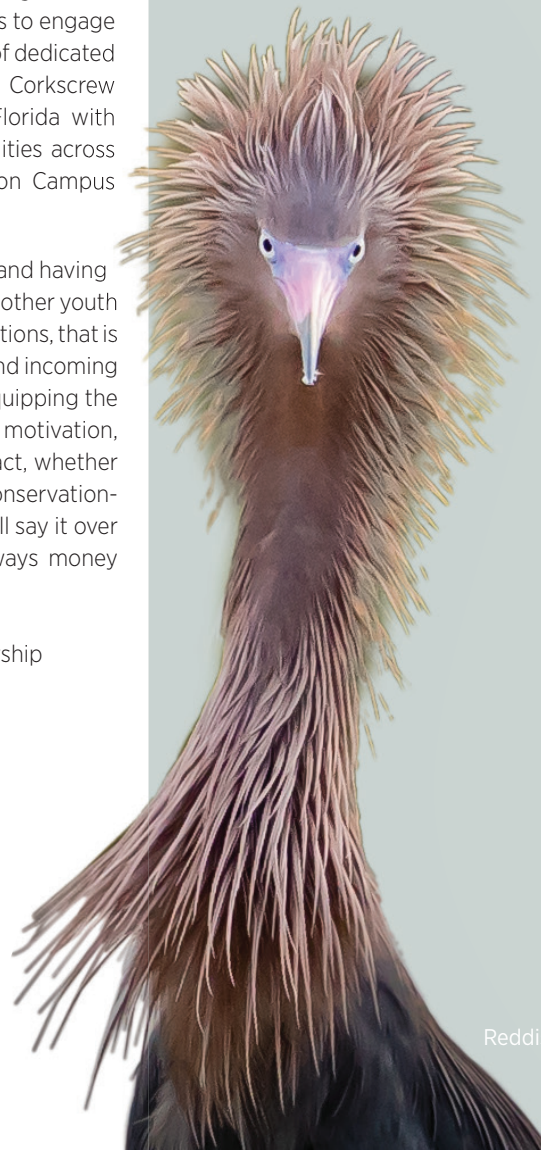 s to engage
of dedicated
Corkscrew
Florida with
ities across
on Campus
and having
other youth
tions, that is
nd incoming
quipping the
motivation,
act, whether
onservation-
ll say it over
ways money
ship
Reddi